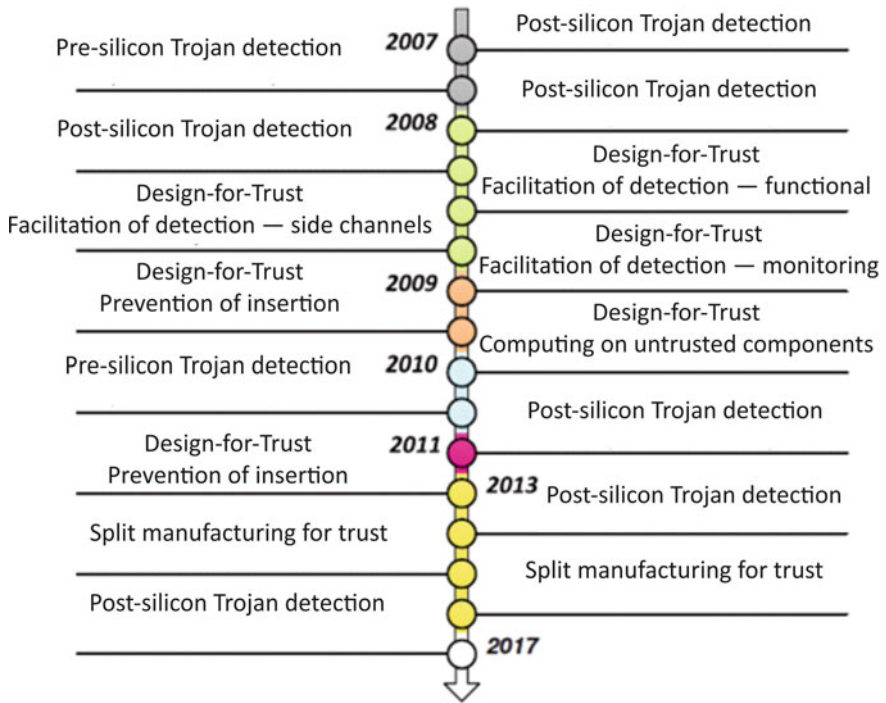 Post-silicon Trojan detection
2007
Pre-silicon Trojan detection
Post-silicon Trojan detection
2008
Post-silicon Trojan detection
Design-for-Trust
Facilitation of detection — functional
Design-for-Trust
Facilitation of detection — side channels
Design-for-Trust
Facilitation of detection — monitoring
2009
Design-for-Trust
Prevention of insertion
Design-for-Trust
Computing on untrusted components
2010
Pre-silicon Trojan detection
Post-silicon Trojan detection
2011
Design-for-Trust
Prevention of insertion
2013
Post-silicon Trojan detection
Split manufacturing for trust
Split manufacturing for trust
Post-silicon Trojan detection
2017